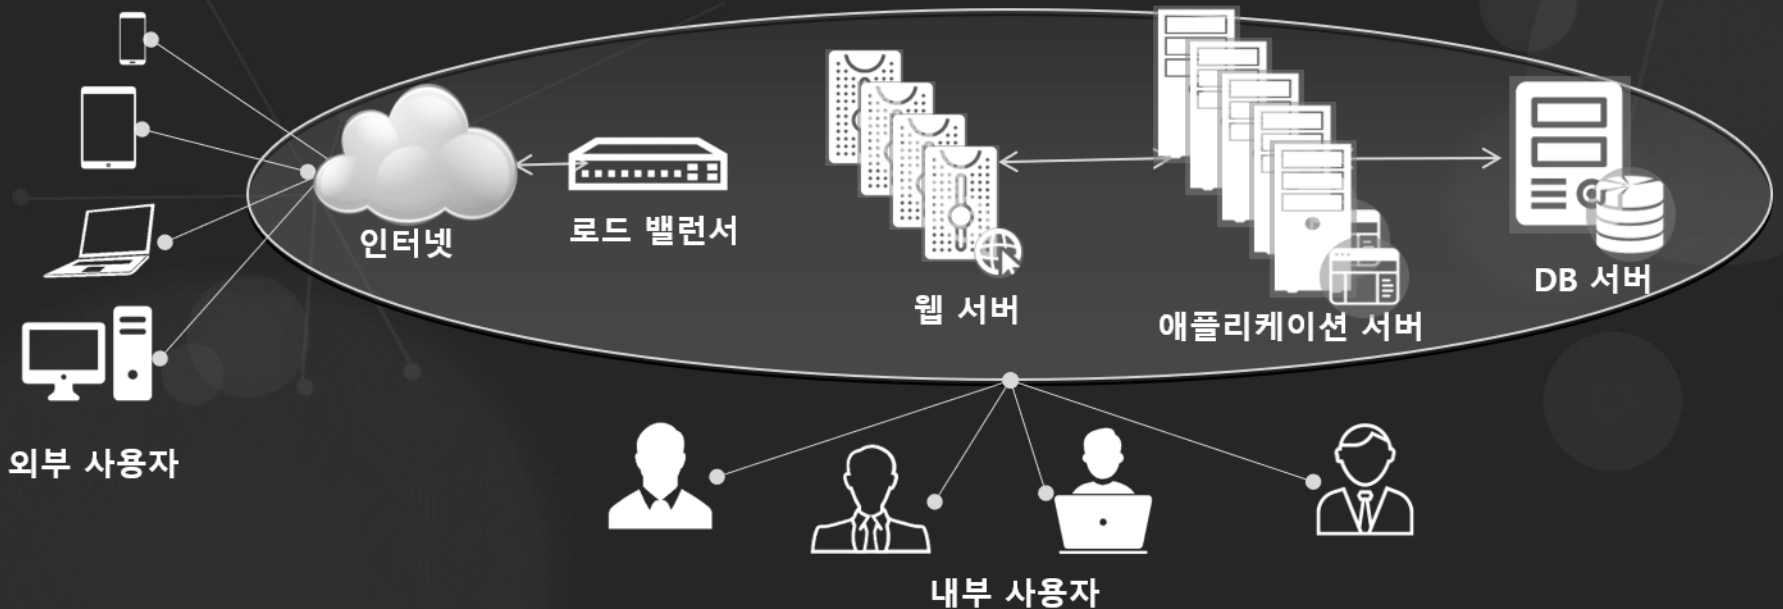 인터넷
로드 밸런서
웹 서버
애플리케이션 서버
DB 서버
외부 사용자
내부 사용자